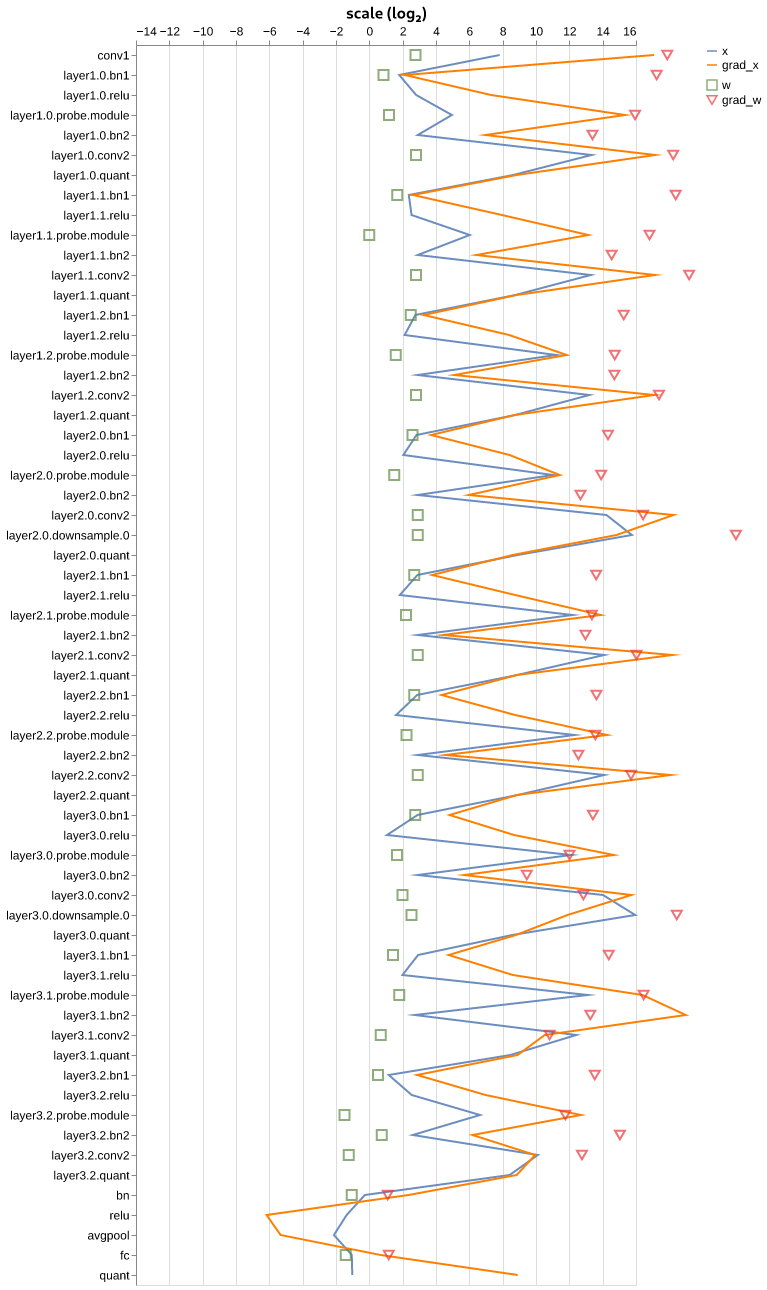 scale (log₂)
−14 −12 −10 −8 −6 −4 −2 0 2 4 6 8 10 12 14 16
x
grad_x
w
grad_w
conv1
layer1.0.bn1
layer1.0.relu
layer1.0.probe.module
layer1.0.bn2
layer1.0.conv2
layer1.0.quant
layer1.1.bn1
layer1.1.relu
layer1.1.probe.module
layer1.1.bn2
layer1.1.conv2
layer1.1.quant
layer1.2.bn1
layer1.2.relu
layer1.2.probe.module
layer1.2.bn2
layer1.2.conv2
layer1.2.quant
layer2.0.bn1
layer2.0.relu
layer2.0.probe.module
layer2.0.bn2
layer2.0.conv2
layer2.0.downsample.0
layer2.0.quant
layer2.1.bn1
layer2.1.relu
layer2.1.probe.module
layer2.1.bn2
layer2.1.conv2
layer2.1.quant
layer2.2.bn1
layer2.2.relu
layer2.2.probe.module
layer2.2.bn2
layer2.2.conv2
layer2.2.quant
layer3.0.bn1
layer3.0.relu
layer3.0.probe.module
layer3.0.bn2
layer3.0.conv2
layer3.0.downsample.0
layer3.0.quant
layer3.1.bn1
layer3.1.relu
layer3.1.probe.module
layer3.1.bn2
layer3.1.conv2
layer3.1.quant
layer3.2.bn1
layer3.2.relu
layer3.2.probe.module
layer3.2.bn2
layer3.2.conv2
layer3.2.quant
bn
relu
avgpool
fc
quant